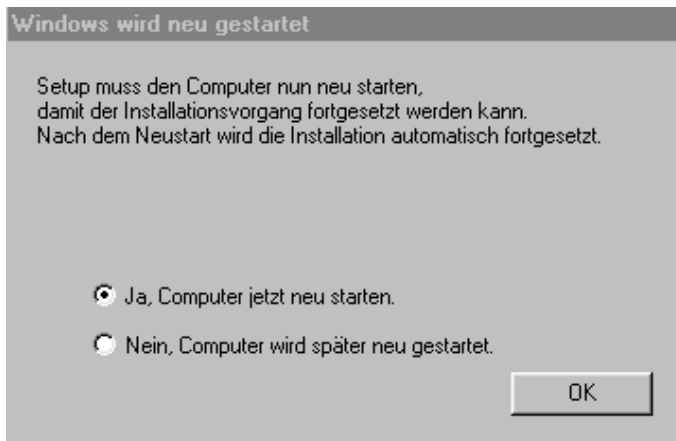 Windows wird neu gestartet
Setup muss den Computer nun neu starten,
damit der Installationsvorgang fortgesetzt werden kann.
Nach dem Neustart wird die Installation automatisch fortgesetzt.
Ja, Computer jetzt neu starten.
Nein, Computer wird später neu gestartet.
OK